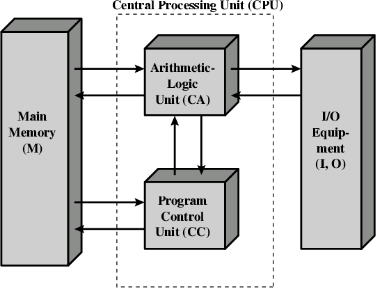 Central Processing Unit (CPU)
Arithmetic-
Logic
Unit (CA)
Main
Memory
(M)
I/O
Equip-
ment
(I, O)
Program
Control
Unit (CC)